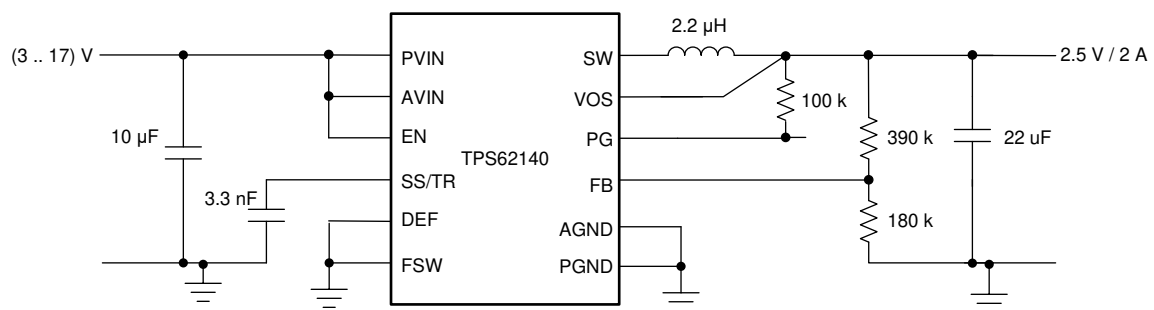 2.2 µH
(3 .. 17) V
PVIN
SW
2.5 V / 2 A
AVIN
VOS
100 k
10 µF
EN
PG
390 k
22 uF
TPS62140
3.3 nF
SS/TR
FB
DEF
AGND
180 k
FSW
PGND